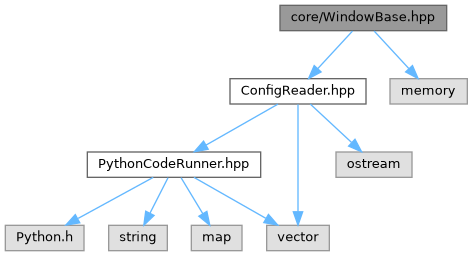 core/WindowBase.hpp
ConfigReader.hpp
memory
PythonCodeRunner.hpp
ostream
Python.h
string
map
vector